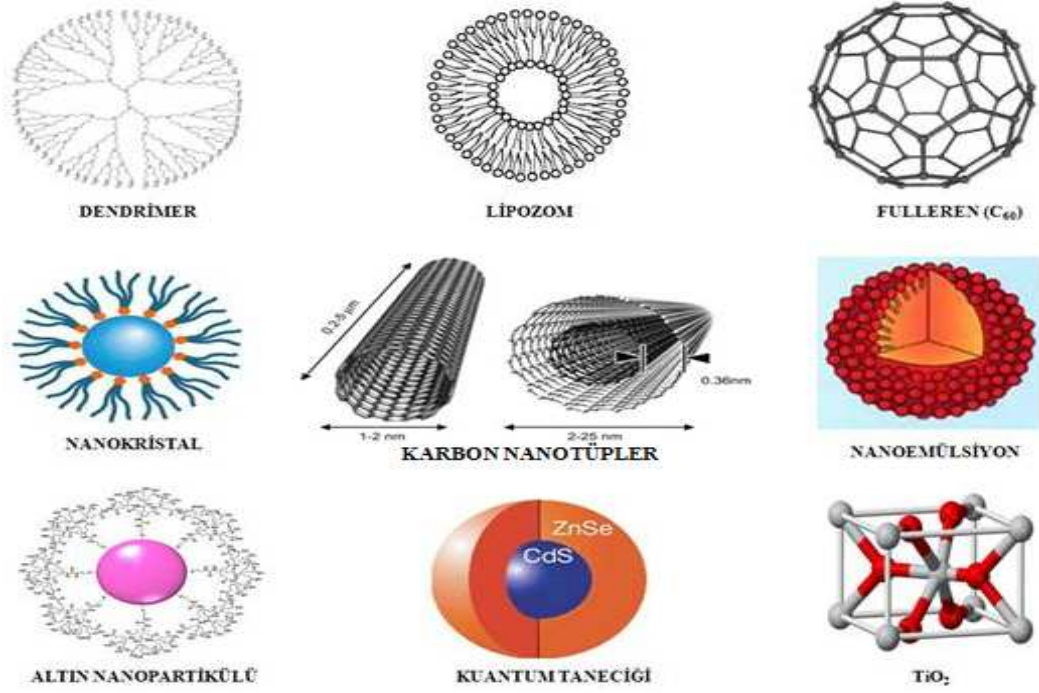 DENDRİMER
LİPOZOM
FULLEREN (C₆₀)
0.2-5 µm
0.36nm
1-2 nm
2-25 nm
NANOKRİSTAL
KARBON NANOTÜPLER
NANOEMÜLSİYON
ZnSe
CdS
ALTIN NANOPARTİKÜLÜ
KUANTUM TANECİĞİ
TiO₂